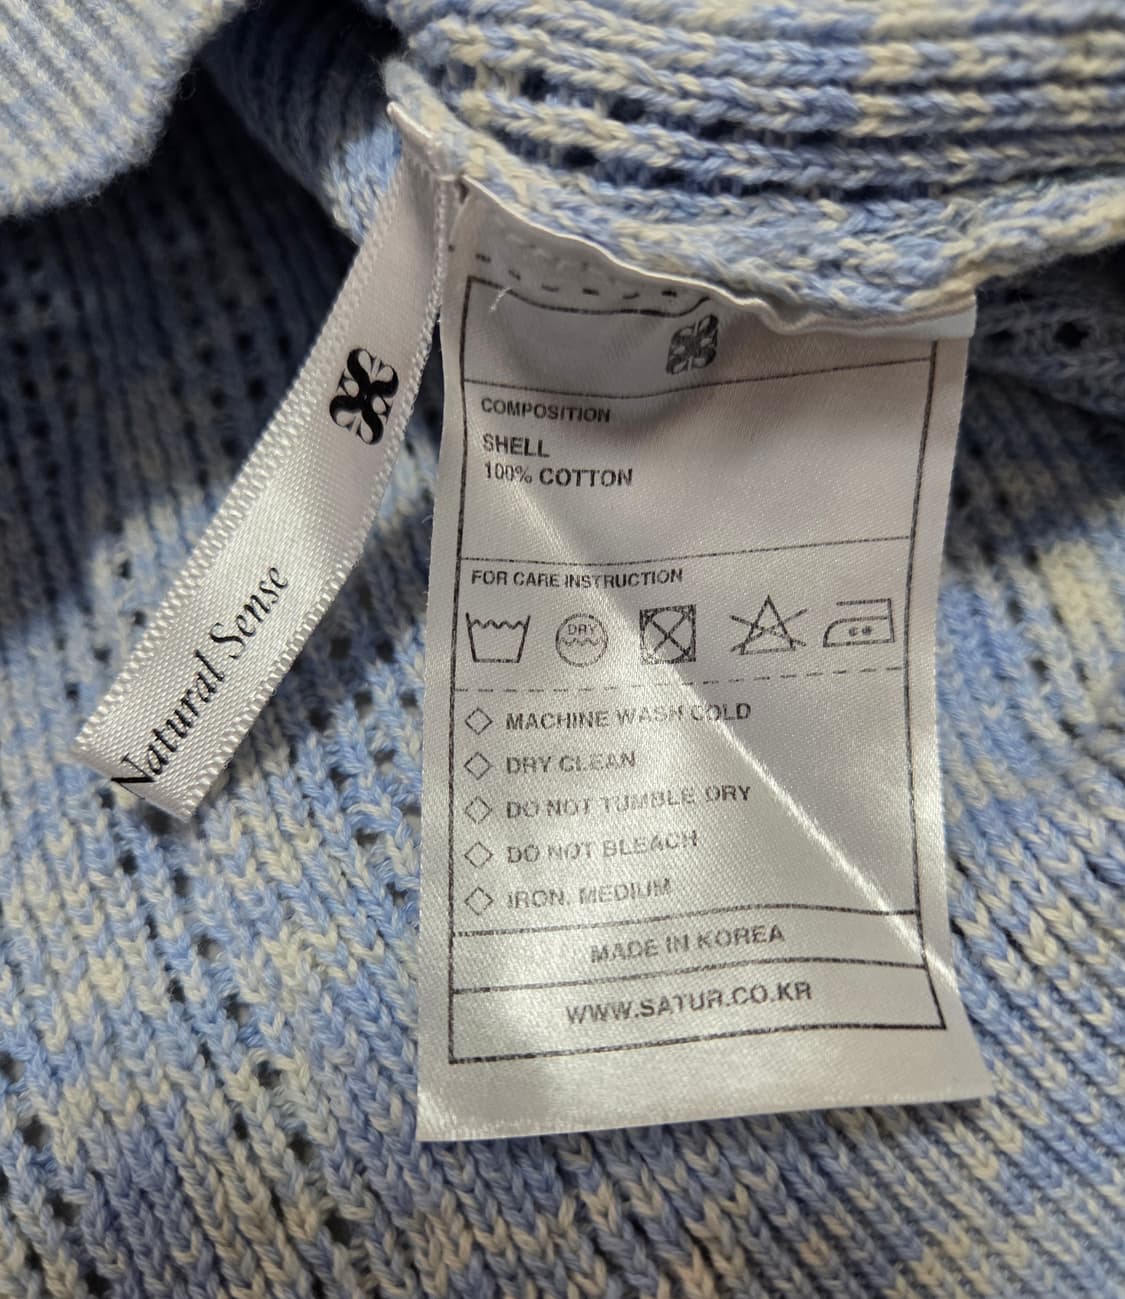 Natural Sense
COMPOSITION
SHELL
100% COTTON
FOR CARE INSTRUCTION
DRY
MACHINE WASH COLD
DRY CLEAN
DO NOT TUMBLE DRY
DO NOT BLEACH
IRON. MEDIUM
MADE IN KOREA
WWW.SATUR.CO.KR